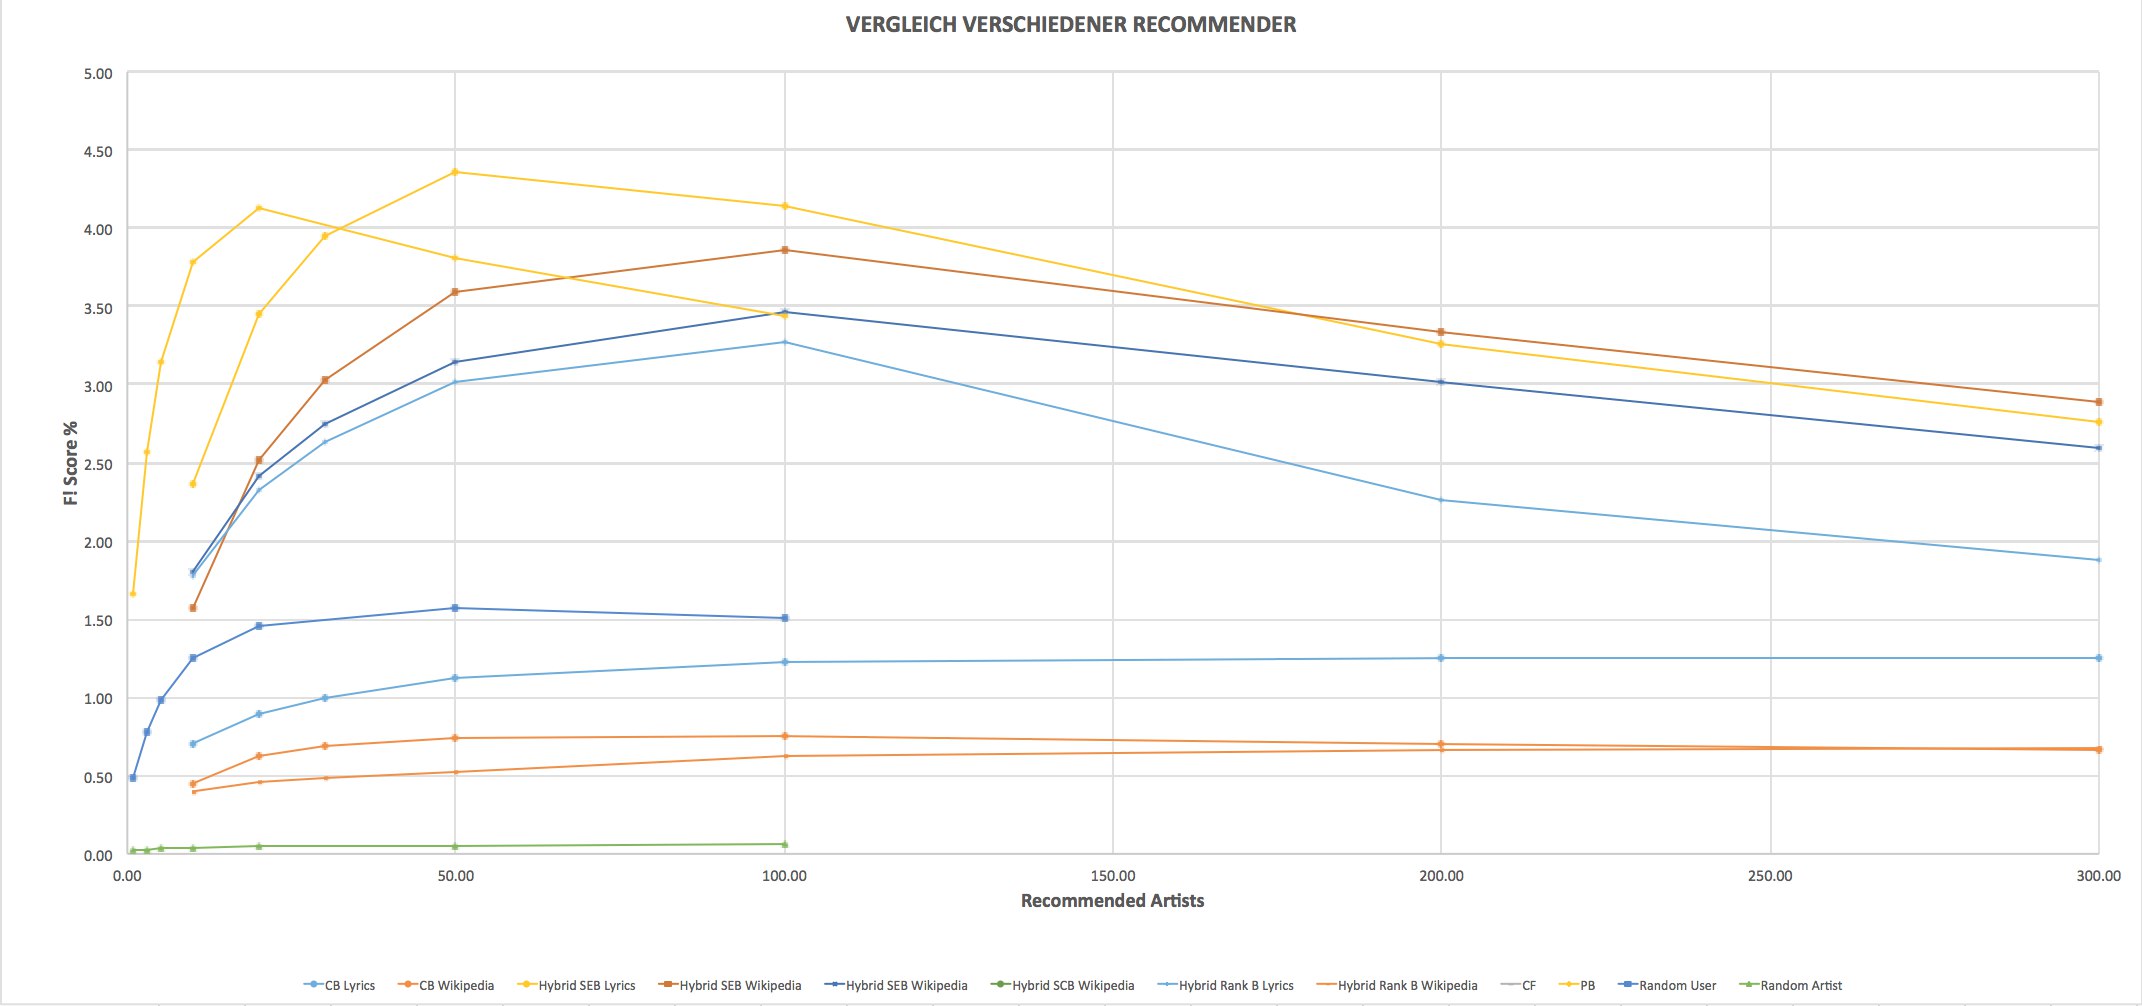 VERGLEICH VERSCHIEDENER RECOMMENDER
5.00
4.50
4.00
3.50
3.00
2.50
2.00
1.50
1.00
0.50
0.00
F! Score %
0.00 50.00 100.00 150.00 200.00 250.00 300.00
Recommended Artists
CB Lyrics CB Wikipedia Hybrid SEB Lyrics Hybrid SEB Wikipedia Hybrid SEB Wikipedia Hybrid SCB Wikipedia Hybrid Rank B Lyrics Hybrid Rank B Wikipedia CF PB Random User Random Artist